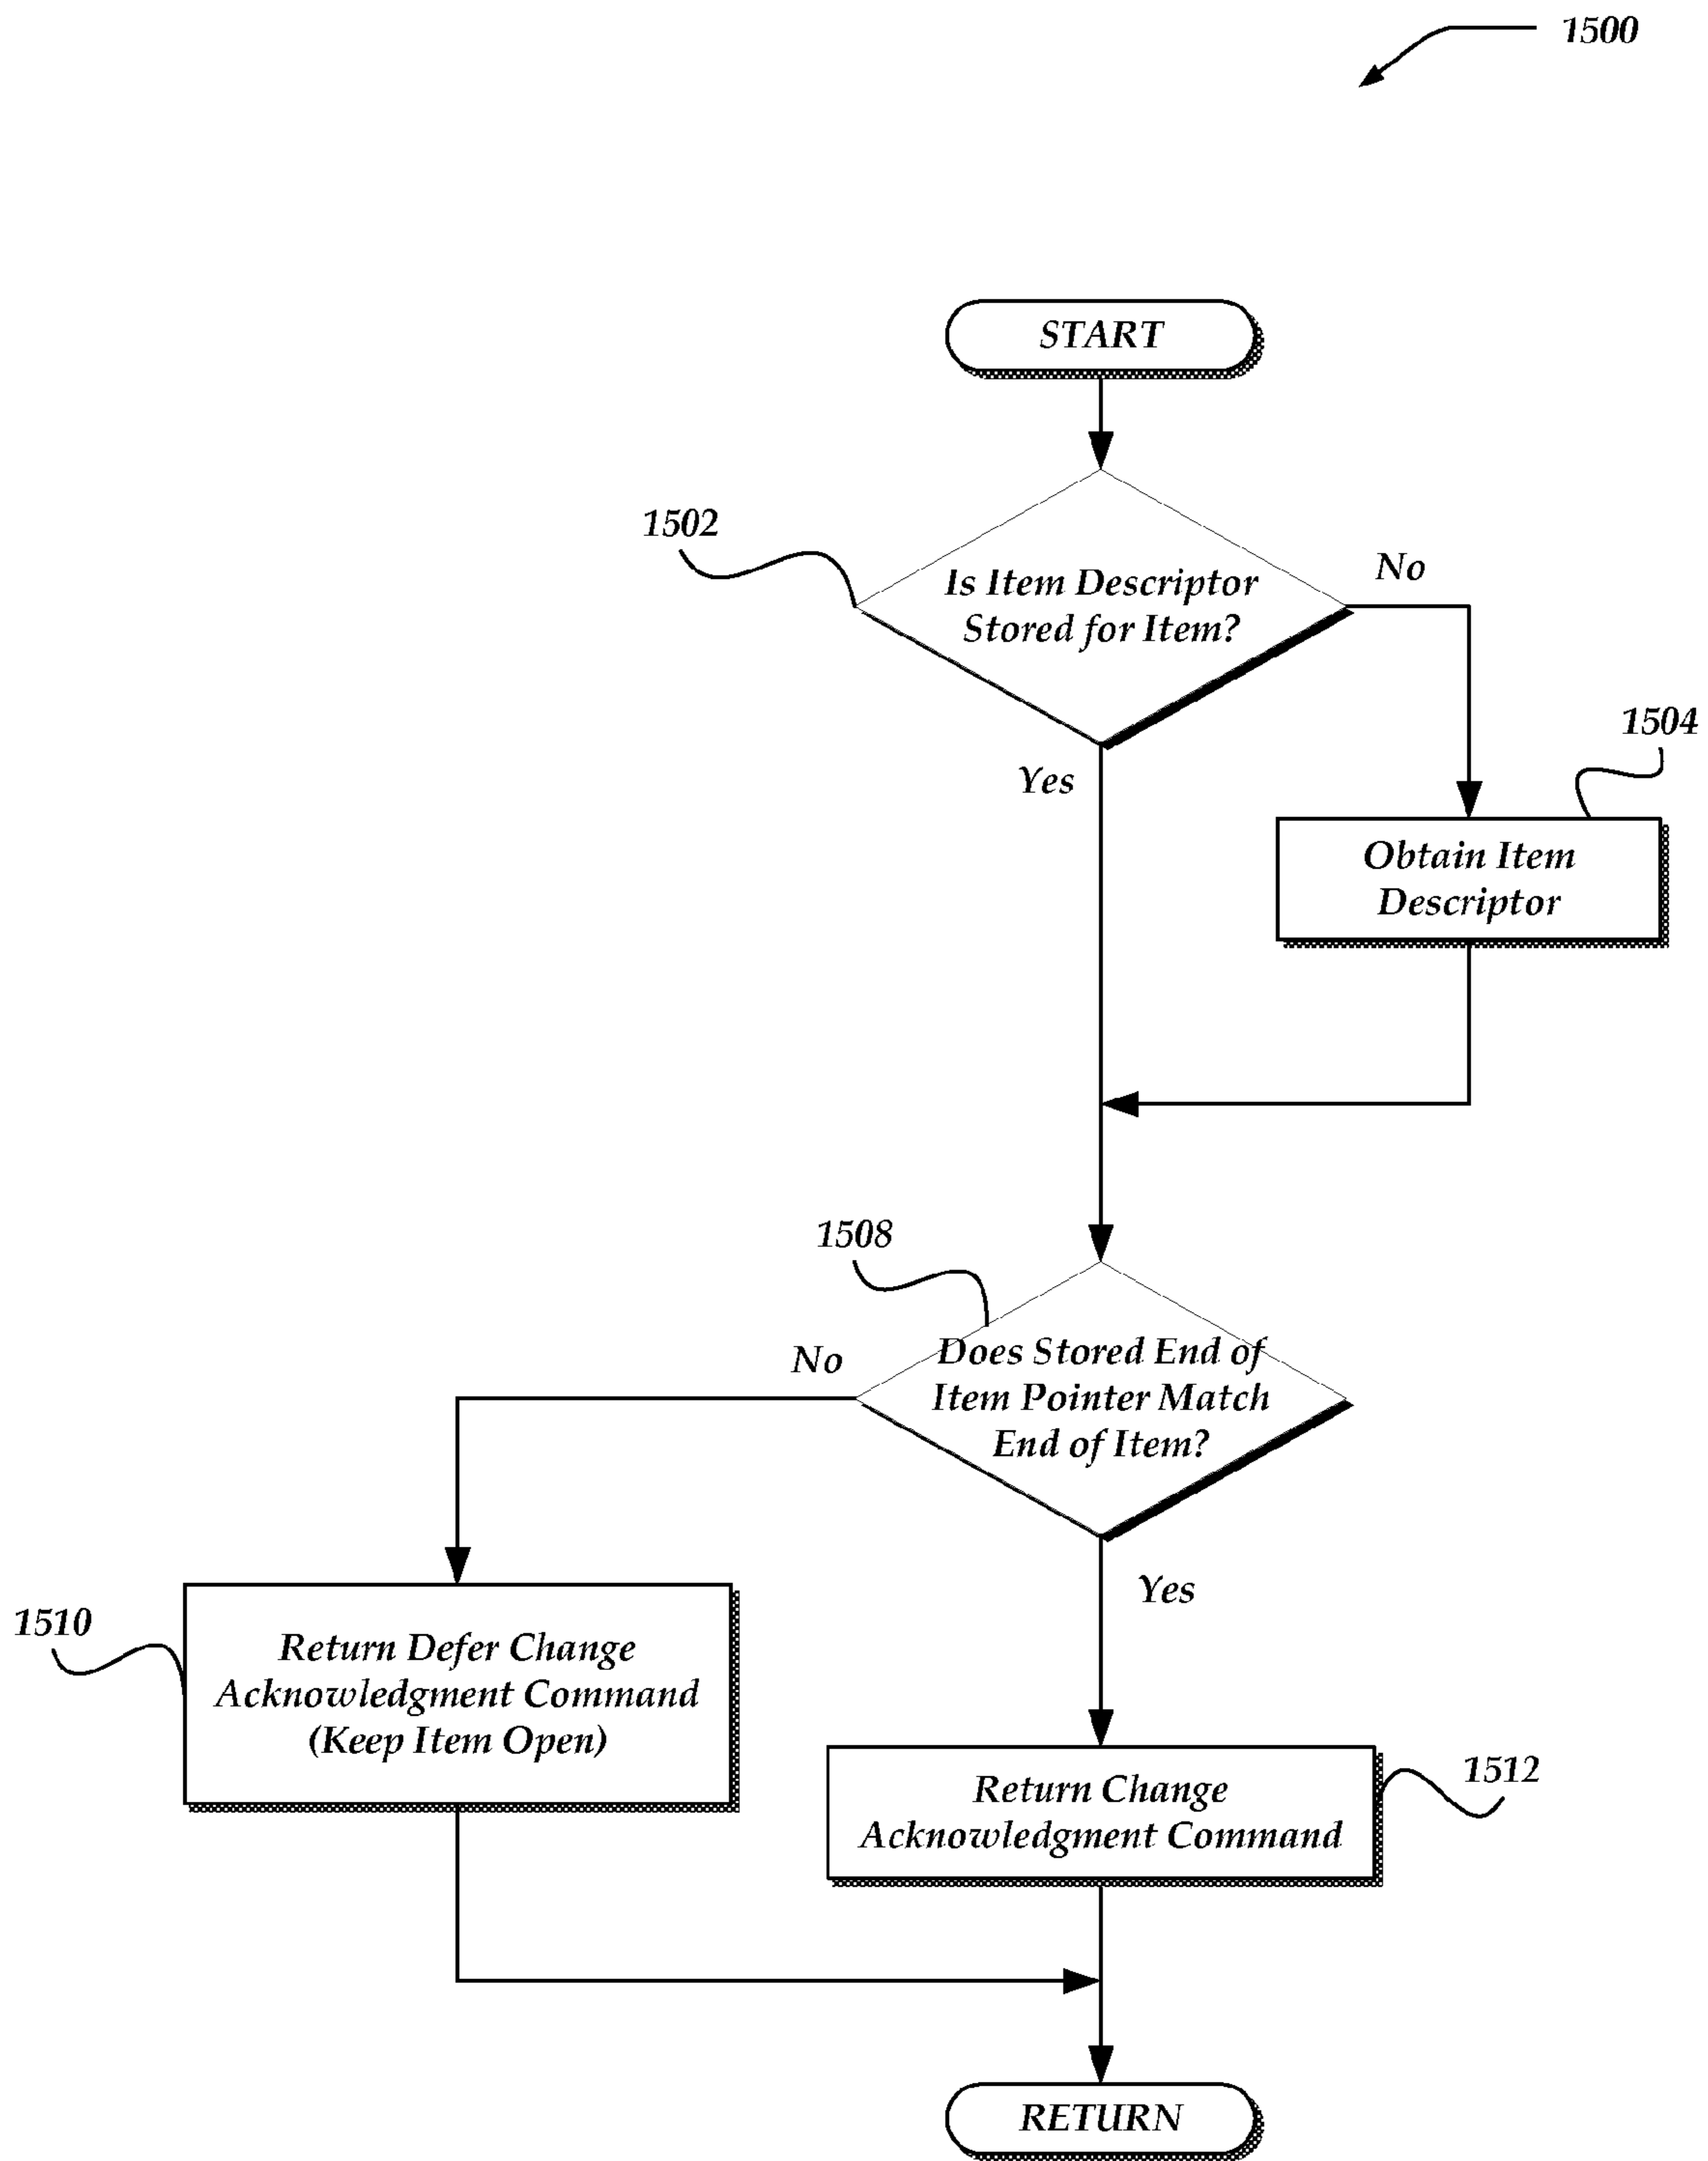 1500
START
1502
Is Item Descriptor
Stored for Item?
No
Yes
1504
Obtain Item
Descriptor
1508
Does Stored End of
Item Pointer Match
End of Item?
No
Yes
1510
Return Defer Change
Acknowledgment Command
(Keep Item Open)
1512
Return Change
Acknowledgment Command
RETURN